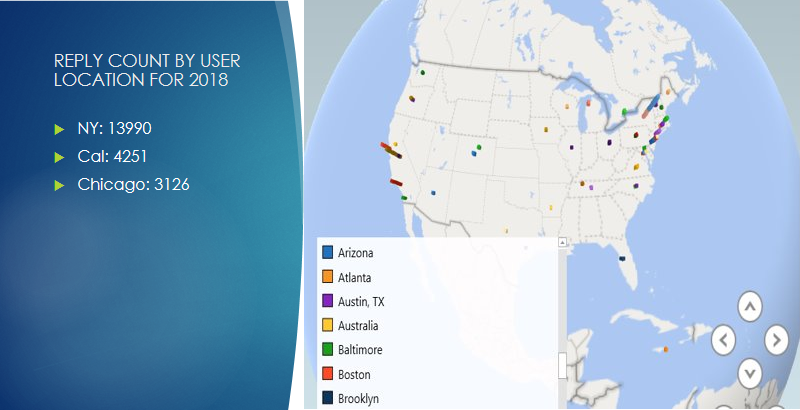 REPLY COUNT BY USER
LOCATION FOR 2018
NY: 13990
Cal: 4251
Chicago: 3126
Arizona
Atlanta
Austin, TX
Australia
Baltimore
Boston
Brooklyn